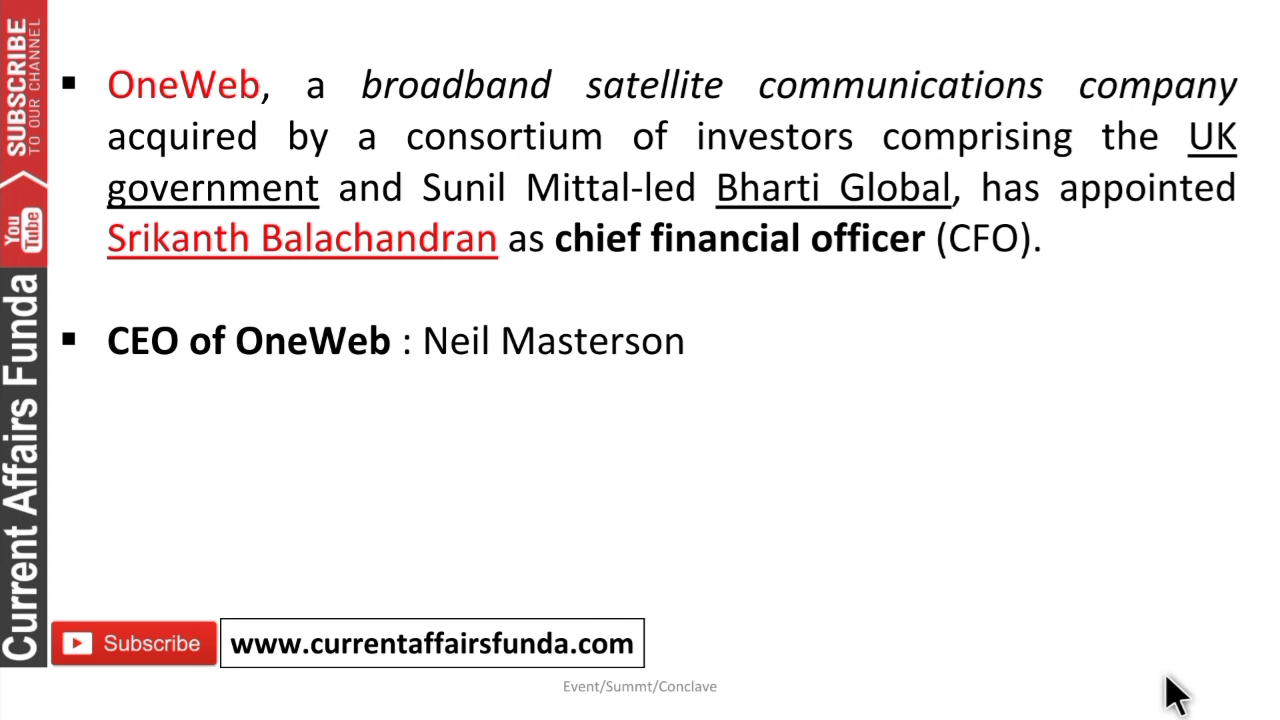 ▪ OneWeb, a broadband satellite communications company
acquired by a consortium of investors comprising the UK
government and Sunil Mittal-led Bharti Global, has appointed
Srikanth Balachandran as chief financial officer (CFO).
▪ CEO of OneWeb : Neil Masterson
SUBSCRIBE
TO OUR CHANNEL
You
Tube
Current Affairs Funda
Subscribe
www.currentaffairsfunda.com
Event/Summt/Conclave